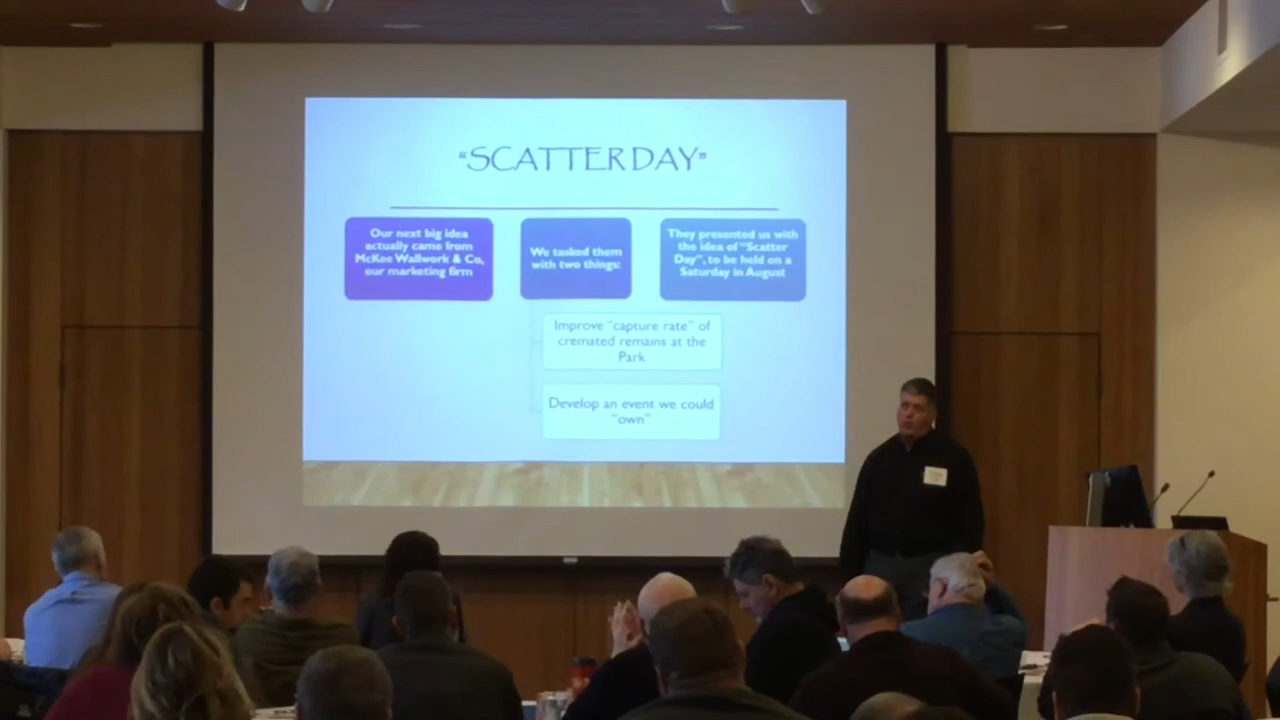 “SCATTER DAY”
Our next big idea
actually came from
McKee Wallwork & Co,
our marketing firm
We tasked them
with two things:
Improve “capture rate” of
cremated remains at the
Park
Develop an event we could
“own”
They presented us with
the idea of “Scatter
Day”, to be held on a
Saturday in August